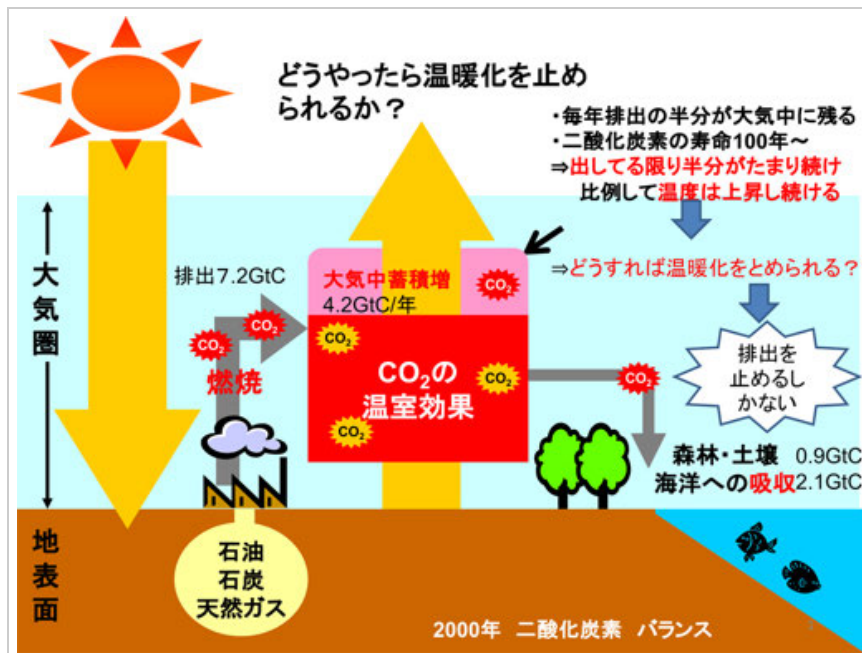 どうやったら温暖化を止め
られるか？
・毎年排出の半分が大気中に残る
・二酸化炭素の寿命100年～
⇒出してる限り半分がたまり続け
比例して温度は上昇し続ける
⇒どうすれば温暖化をとめられる？
排出を
止めるし
かない
大気圏
排出7.2GtC
大気中蓄積増
4.2GtC/年
CO₂
CO₂
CO₂
燃焼
CO₂
CO₂
CO₂
CO₂の
温室効果
CO₂
森林・土壌 0.9GtC
海洋への吸収2.1GtC
地表面
石油
石炭
天然ガス
2000年 二酸化炭素 バランス